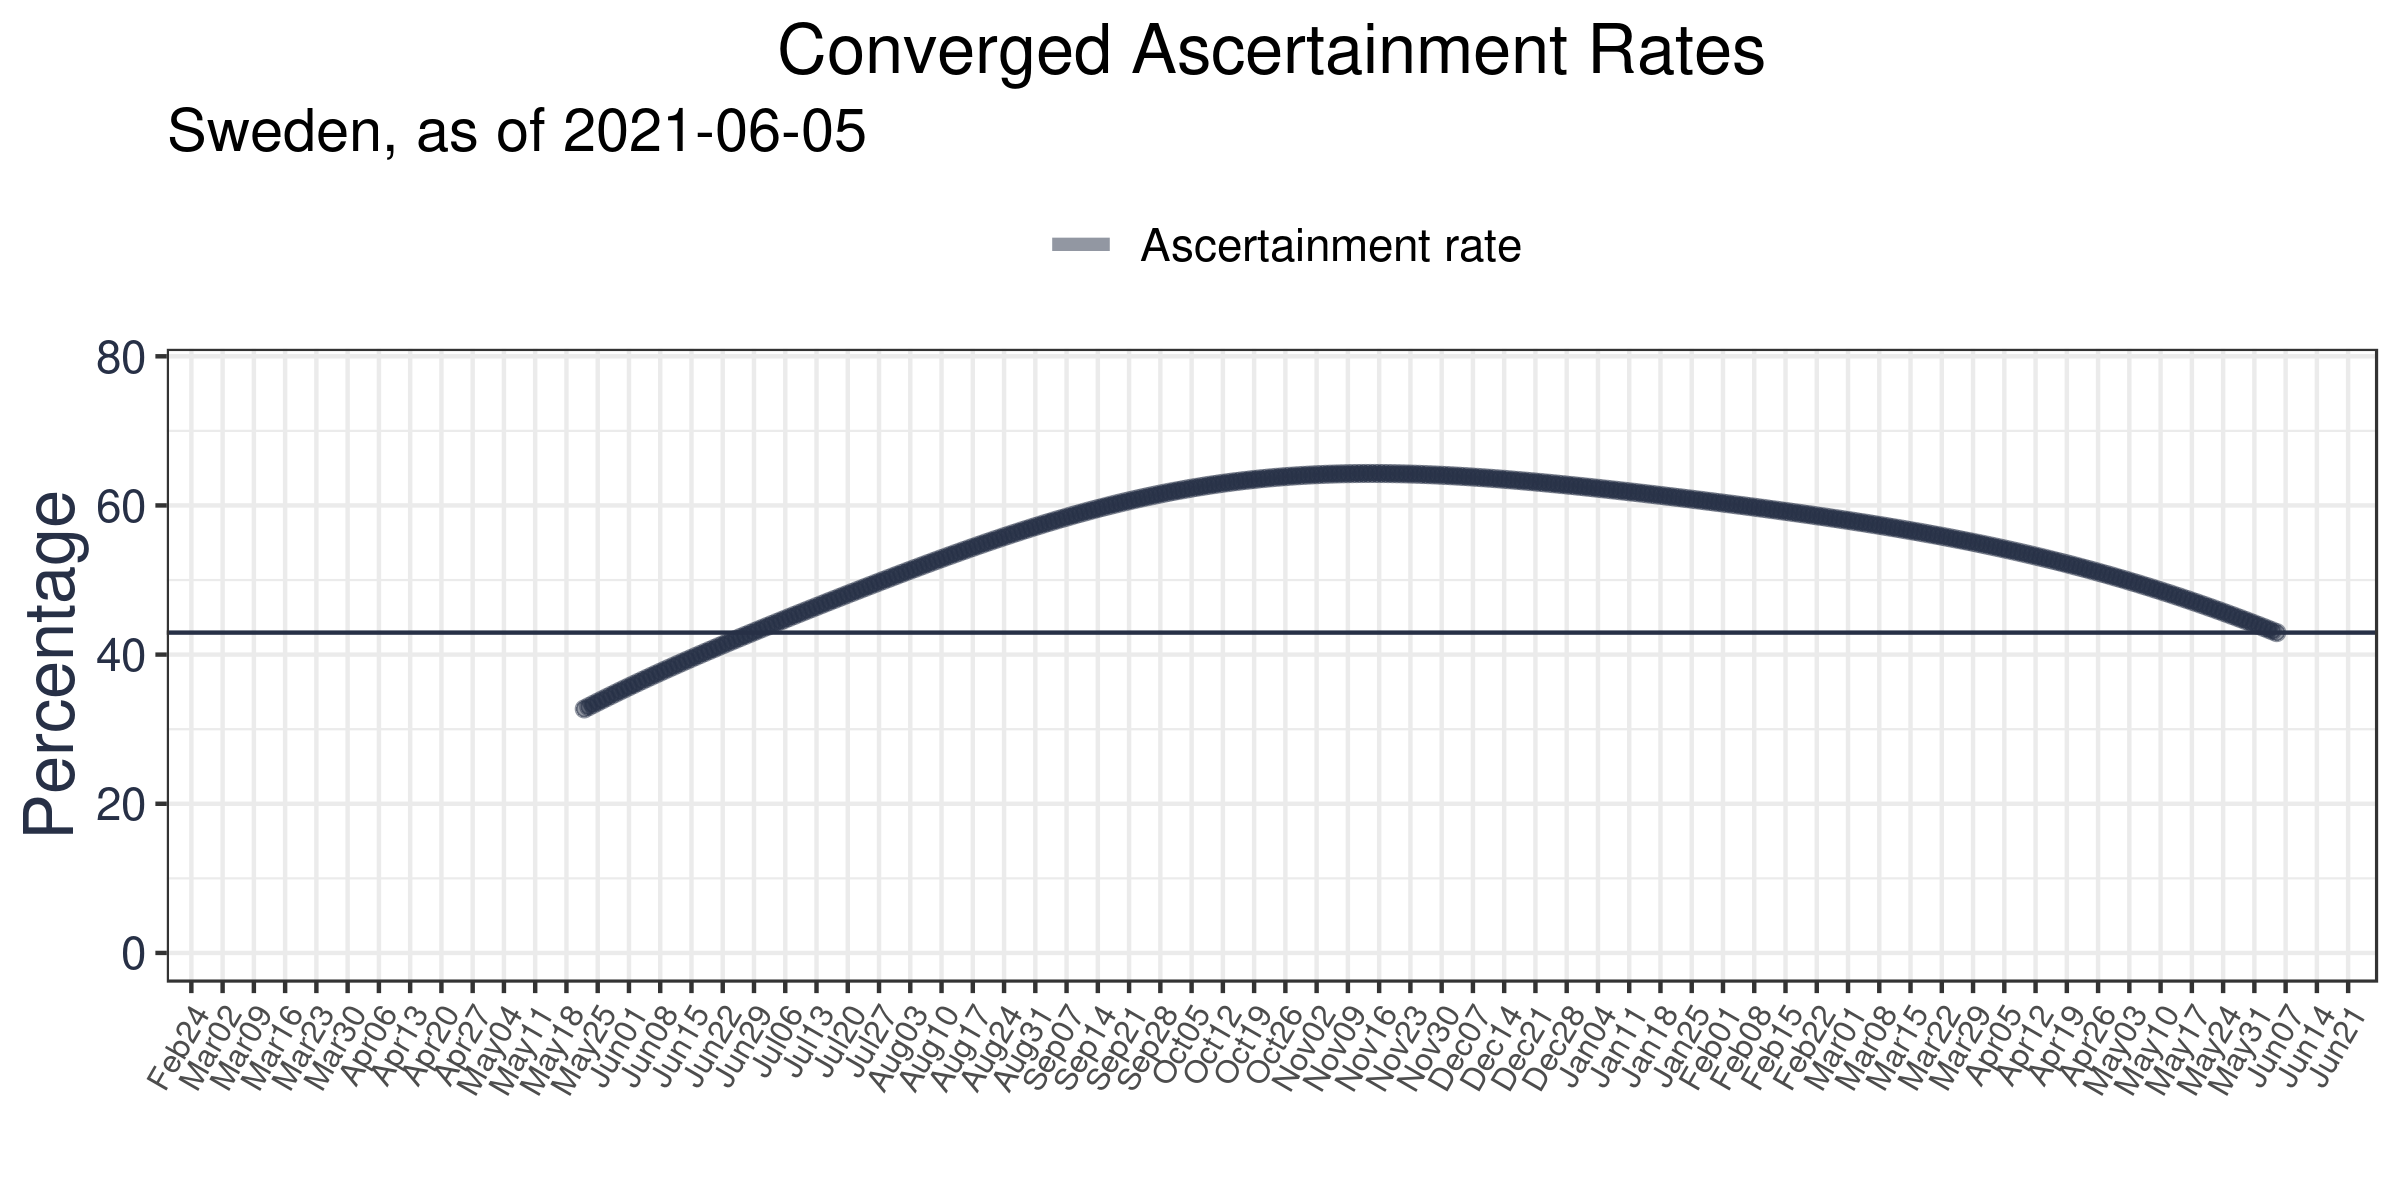 Converged Ascertainment Rates
Sweden, as of 2021-06-05
Ascertainment rate
Percentage
80
60
40
20
0
Feb24
Mar02
Mar09
Mar16
Mar23
Mar30
Apr06
Apr13
Apr20
Apr27
May04
May11
May18
May25
Jun01
Jun08
Jun15
Jun22
Jun29
Jul06
Jul13
Jul20
Jul27
Aug03
Aug10
Aug17
Aug24
Aug31
Sep07
Sep14
Sep21
Sep28
Oct05
Oct12
Oct19
Oct26
Nov02
Nov09
Nov16
Nov23
Nov30
Dec07
Dec14
Dec21
Dec28
Jan04
Jan11
Jan18
Jan25
Feb01
Feb08
Feb15
Feb22
Mar01
Mar08
Mar15
Mar22
Mar29
Apr05
Apr12
Apr19
Apr26
May03
May10
May17
May24
May31
Jun07
Jun14
Jun21